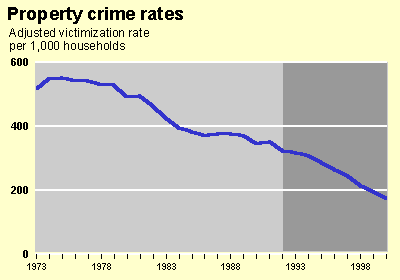 Property crime rates
Adjusted victimization rate
per 1,000 households
600
400
200
0
1973 1978 1983 1988 1993 1998